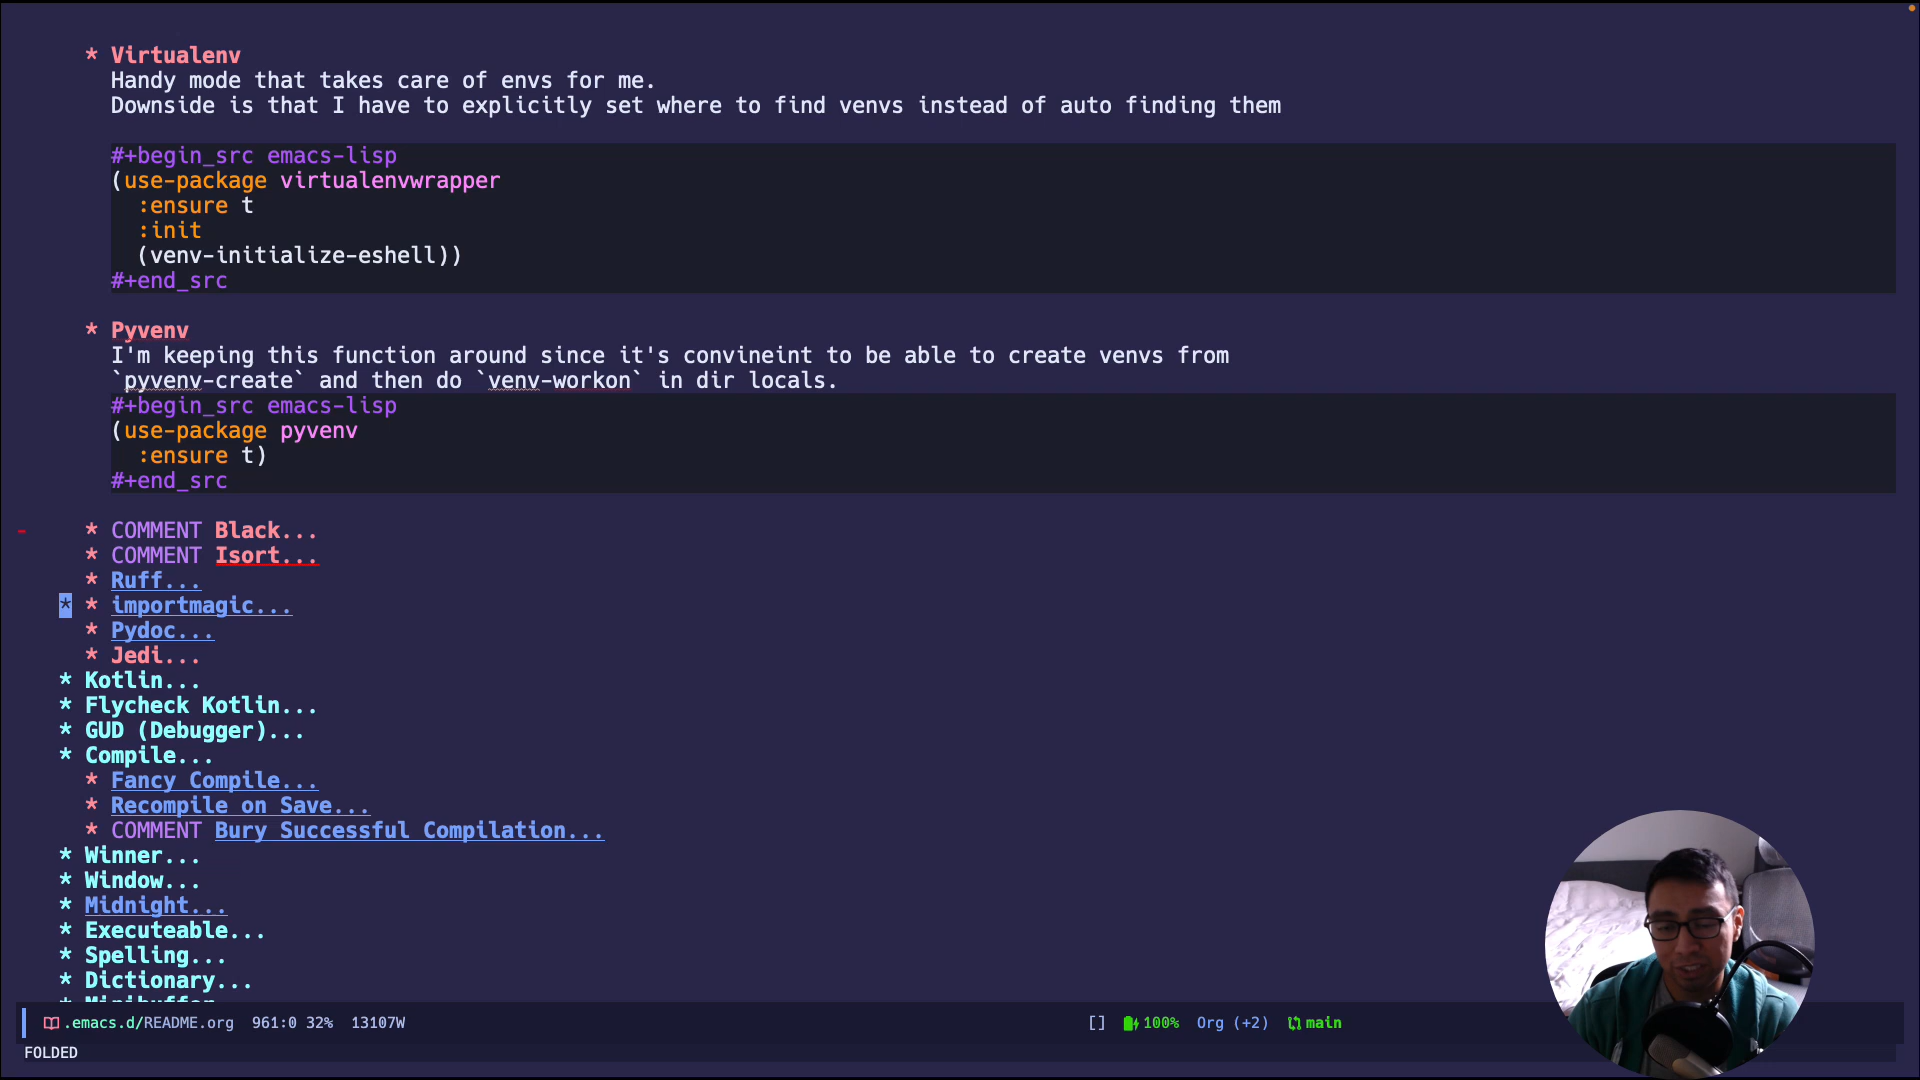 * Virtualenv
Handy mode that takes care of envs for me.
Downside is that I have to explicitly set where to find venvs instead of auto finding them
#+begin_src emacs-lisp
(use-package virtualenvwrapper
:ensure t
:init
(venv-initialize-eshell))
#+end_src
* Pyvenv
I'm keeping this function around since it's convineint to be able to create venvs from
`pyvenv-create` and then do `venv-workon` in dir locals.
#+begin_src emacs-lisp
(use-package pyvenv
:ensure t)
#+end_src
- * COMMENT Black...
* COMMENT Isort...
* Ruff...
* * importmagic...
* Pydoc...
* Jedi...
* Kotlin...
* Flycheck Kotlin...
* GUD (Debugger)...
* Compile...
* Fancy Compile...
* Recompile on Save...
* COMMENT Bury Successful Compilation...
* Winner...
* Window...
* Midnight...
* Executeable...
* Spelling...
* Dictionary...
* Minibuffer
.emacs.d/README.org 961:0 32% 13107W [] 100% Org (+2) main
FOLDED